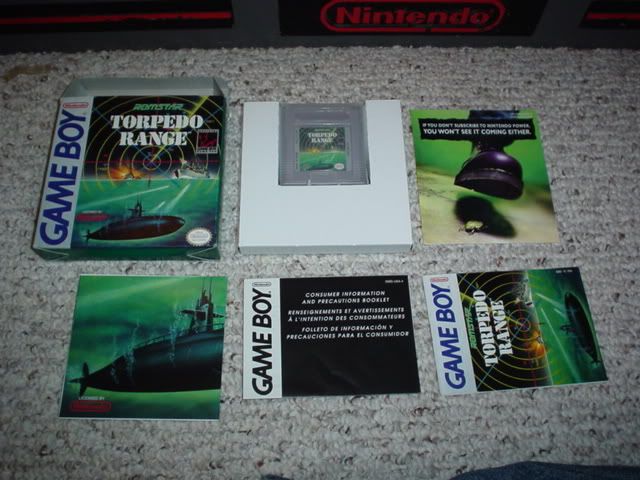 Nintendo
GAME BOY
ROMSTAR
TORPEDO
RANGE
TORPEDO
RANGE
IF YOU DON'T SUBSCRIBE TO NINTENDO POWER,
YOU WON'T SEE IT COMING EITHER.
LICENSED BY
Nintendo
GAME BOY
CONSUMER INFORMATION
AND PRECAUTIONS BOOKLET
RENSEIGNEMENTS ET AVERTISSEMENTS
À L'INTENTION DES CONSOMMATEURS
FOLLETO DE INFORMACIÓN Y
PRECAUCIONES PARA EL CONSUMIDOR
GAME BOY
ROMSTAR
TORPEDO
RANGE